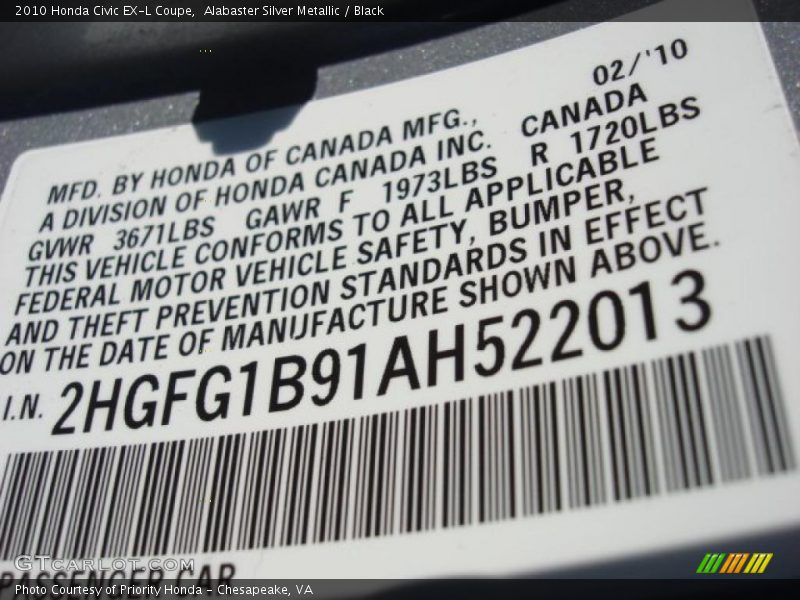 2010 Honda Civic EX-L Coupe,  Alabaster Silver Metallic / Black
02/'10
MFD. BY HONDA OF CANADA MFG.,
A DIVISION OF HONDA CANADA INC. CANADA
GVWR 3671LBS GAWR F 1973LBS R 1720LBS
THIS VEHICLE CONFORMS TO ALL APPLICABLE
FEDERAL MOTOR VEHICLE SAFETY, BUMPER,
AND THEFT PREVENTION STANDARDS IN EFFECT
ON THE DATE OF MANUFACTURE SHOWN ABOVE.
I.N. 2HGFG1B91AH522013
GTcarlot.com
PASSENGER CAR
Photo Courtesy of Priority Honda - Chesapeake, VA